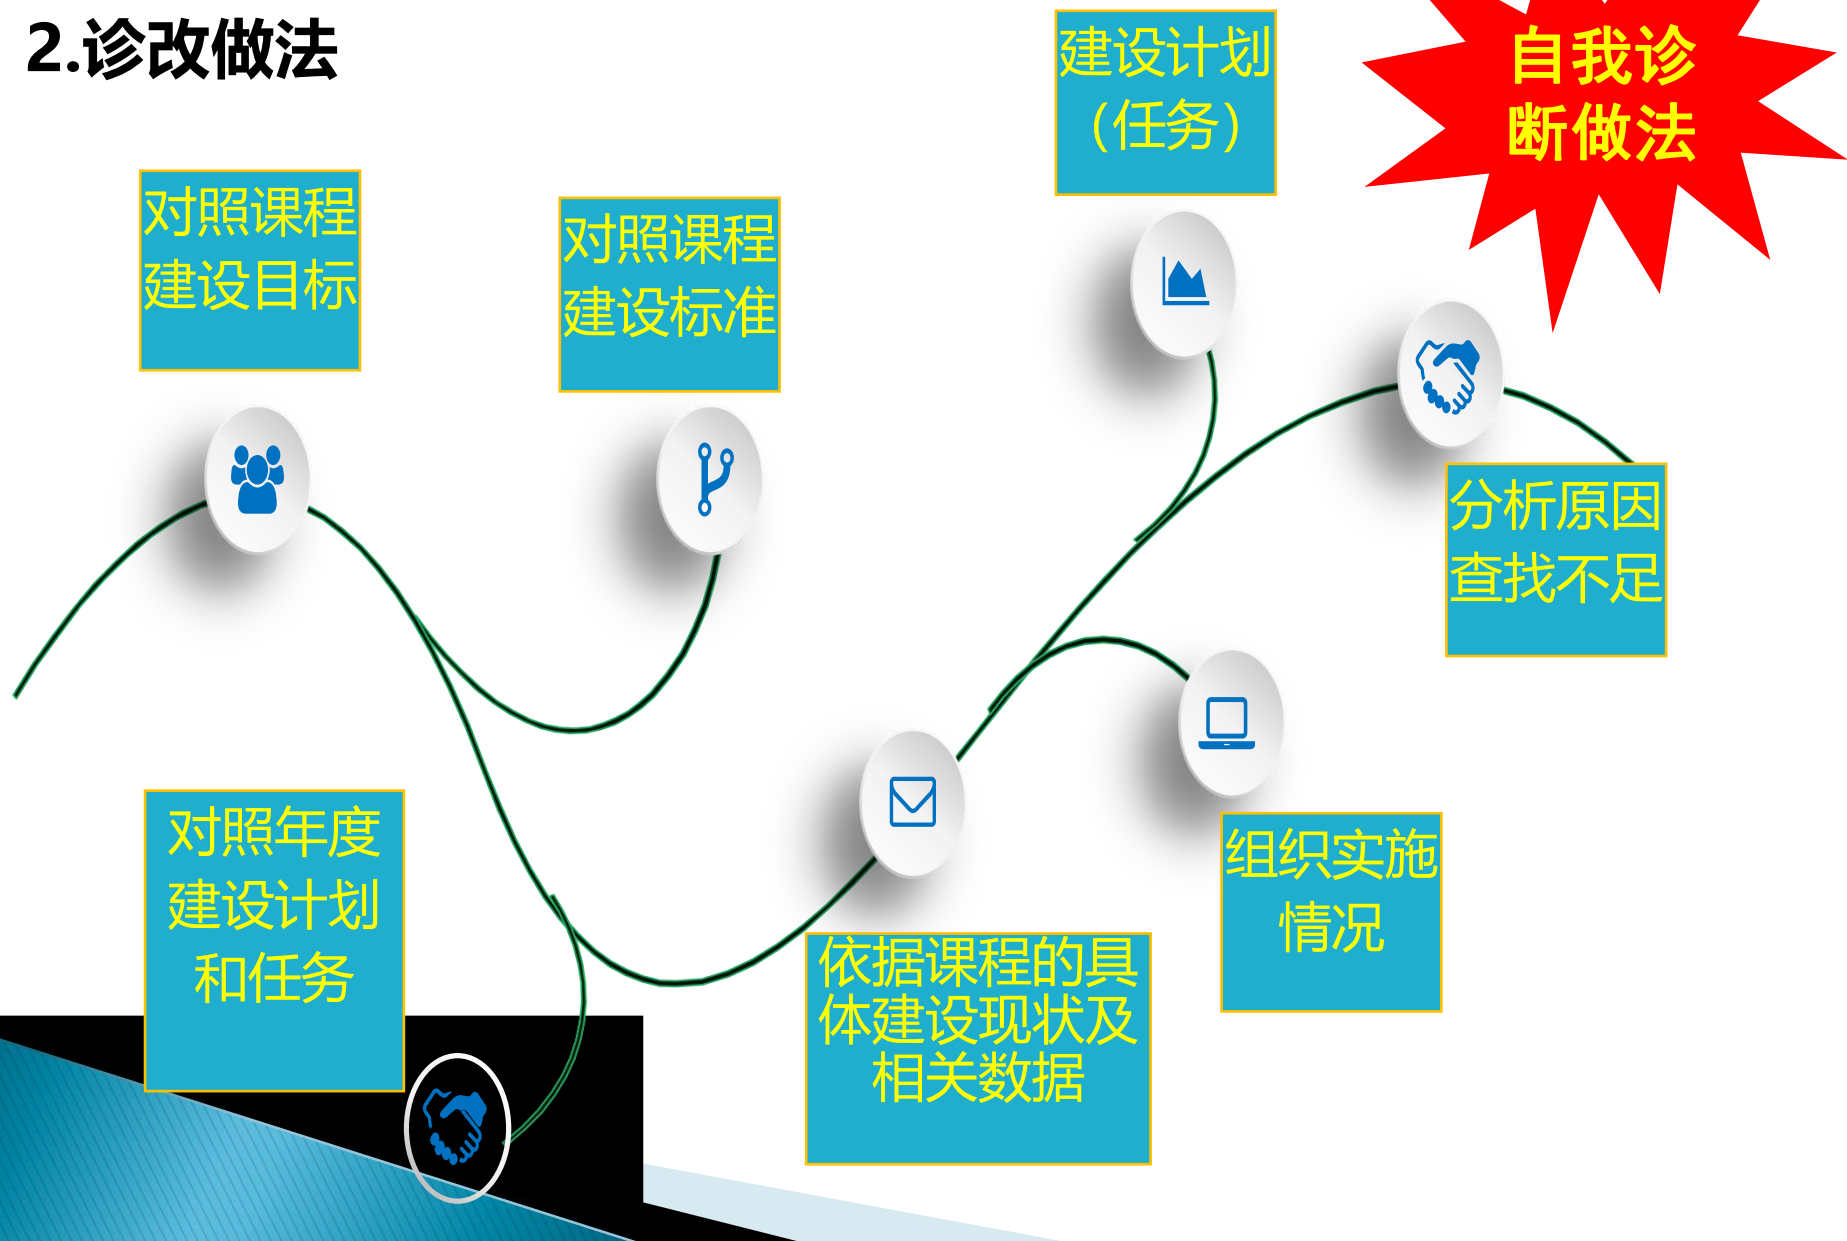 2.诊改做法
自我诊
断做法
对照课程
建设目标
对照课程
建设标准
建设计划
（任务）
分析原因
查找不足
对照年度
建设计划
和任务
依据课程的具
体建设现状及
相关数据
组织实施
情况